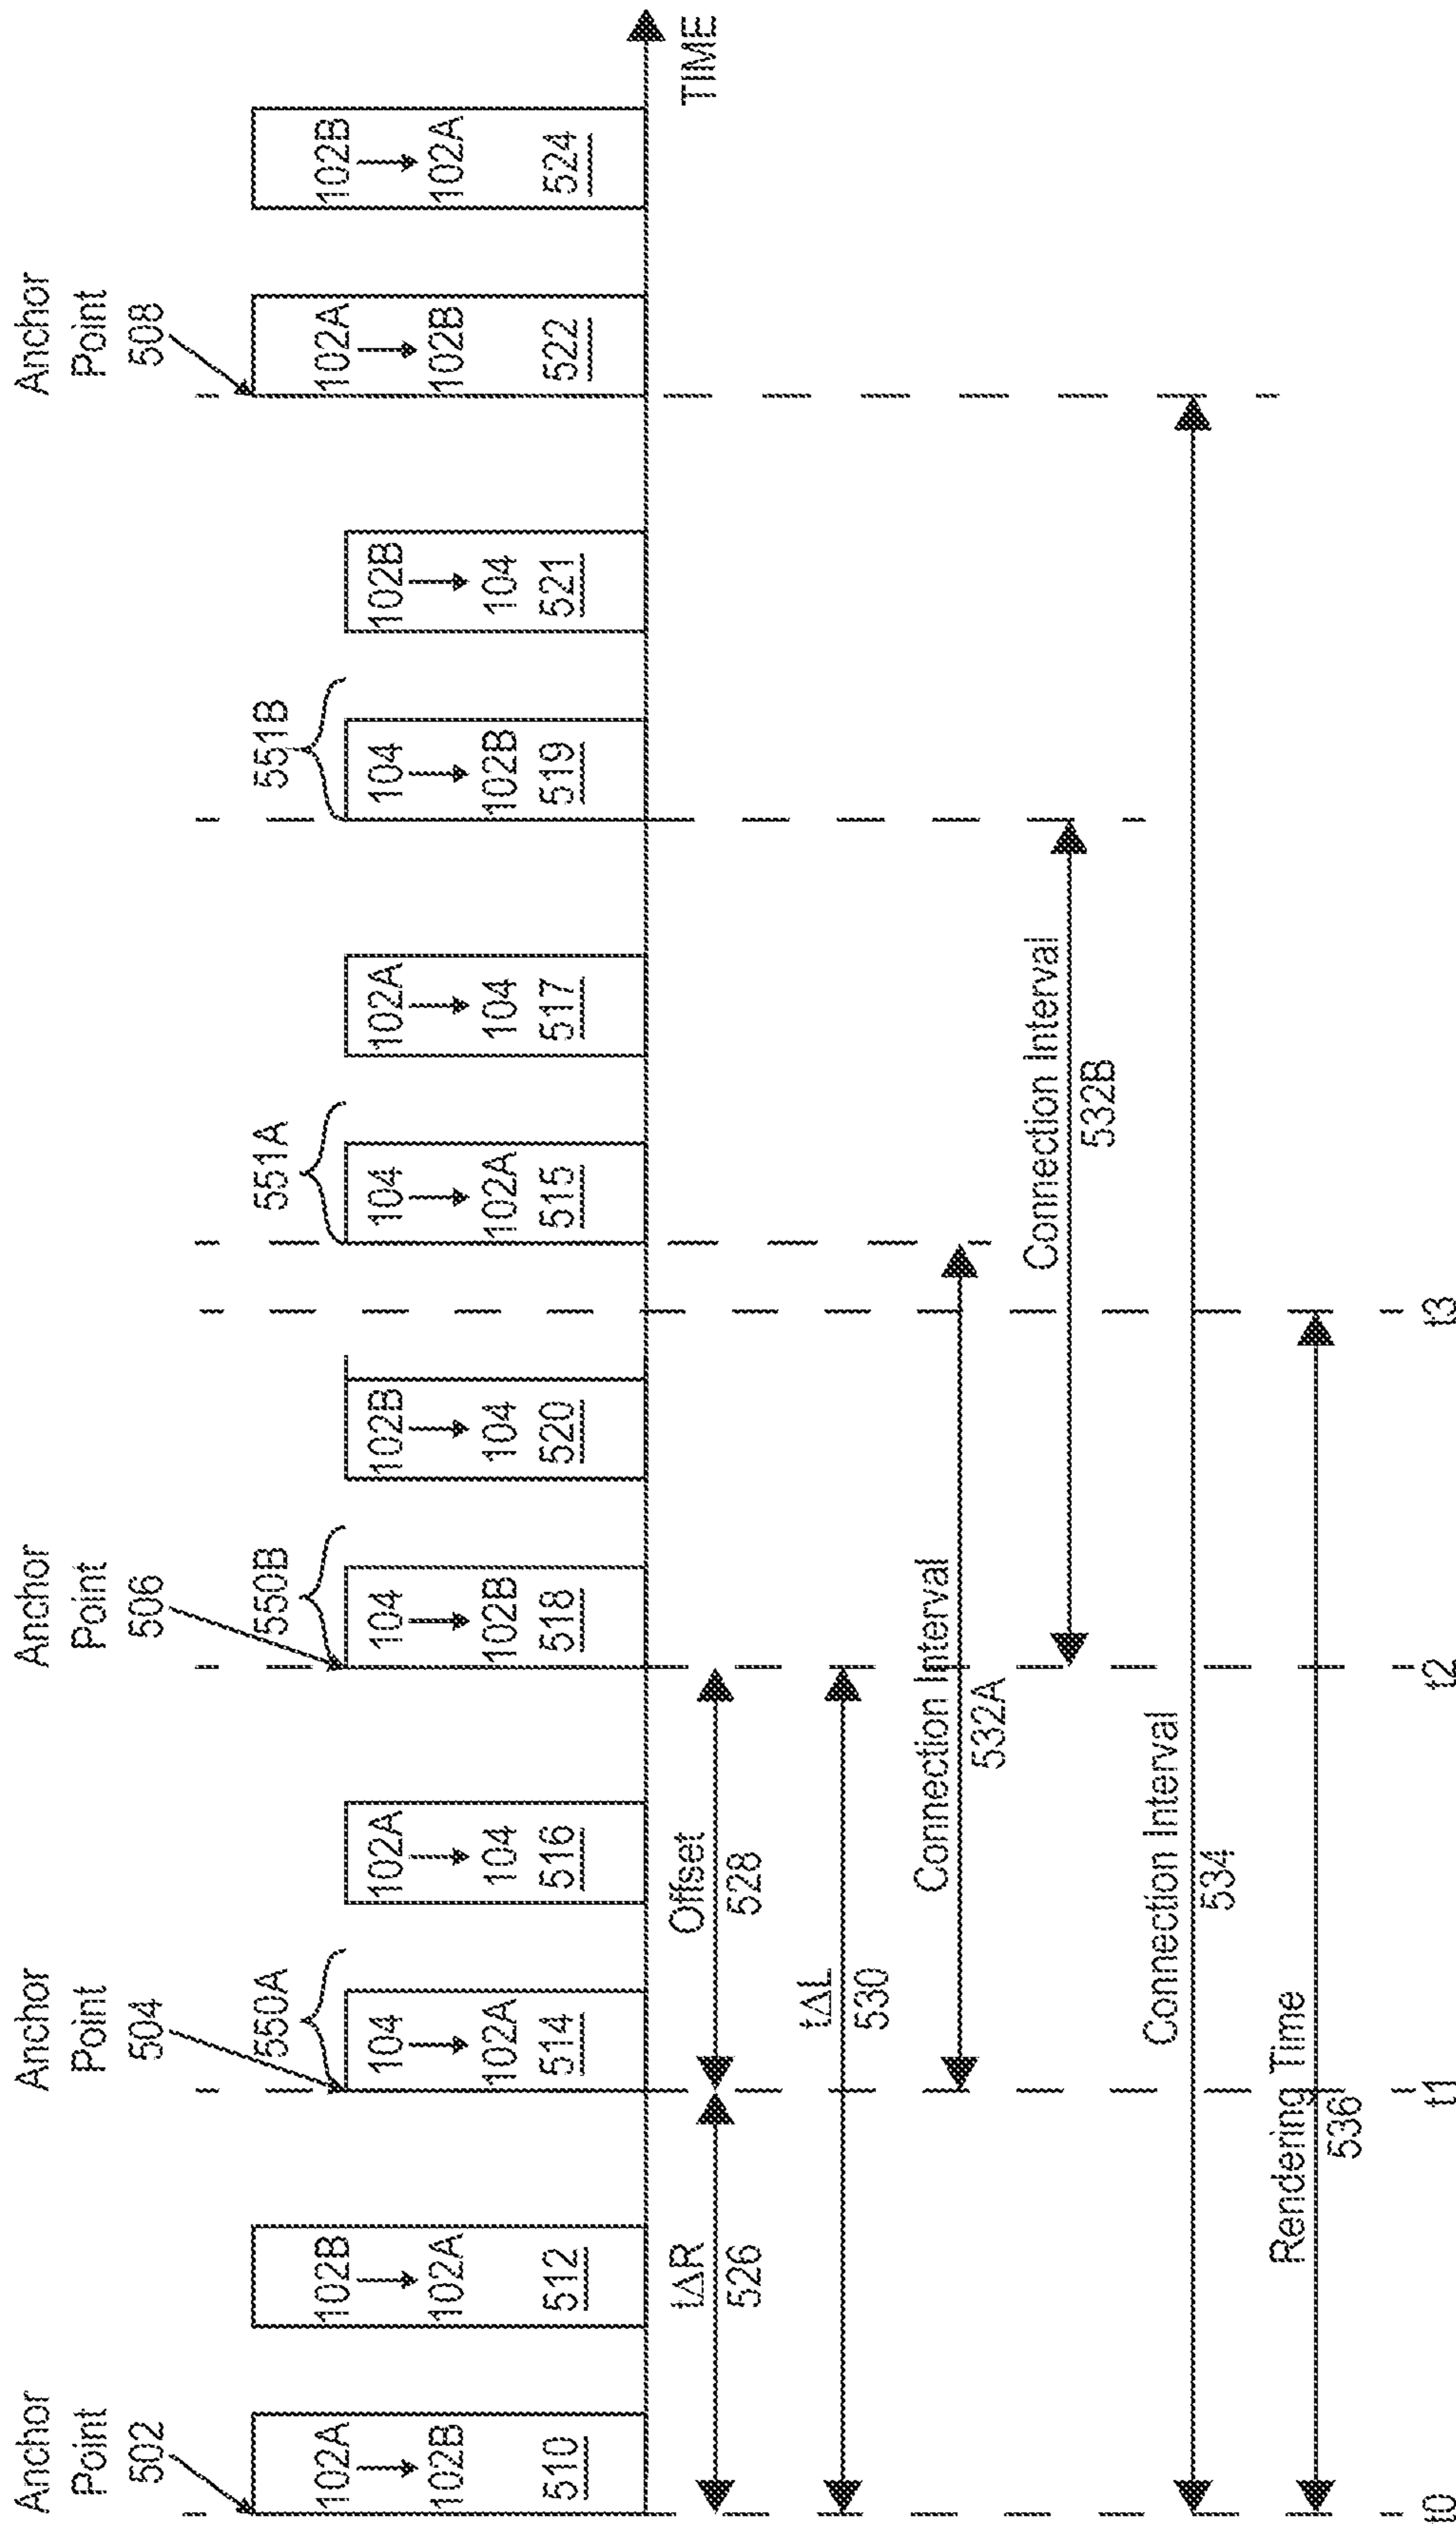 Anchor
Point
502
Anchor
Point
504
Anchor
Point
506
Anchor
Point
508
550A
550B
551A
551B
102A
102B
510
102B
102A
512
104
102A
514
102A
104
516
104
102B
518
102B
104
520
104
102A
515
102A
104
517
104
102B
519
102B
104
521
102A
102B
522
102B
102A
524
TIME
tΔR
526
Offset
528
tΔL
530
Connection Interval
532A
Connection Interval
532B
Connection Interval
534
Rendering Time
536
t0
t1
t2
t3